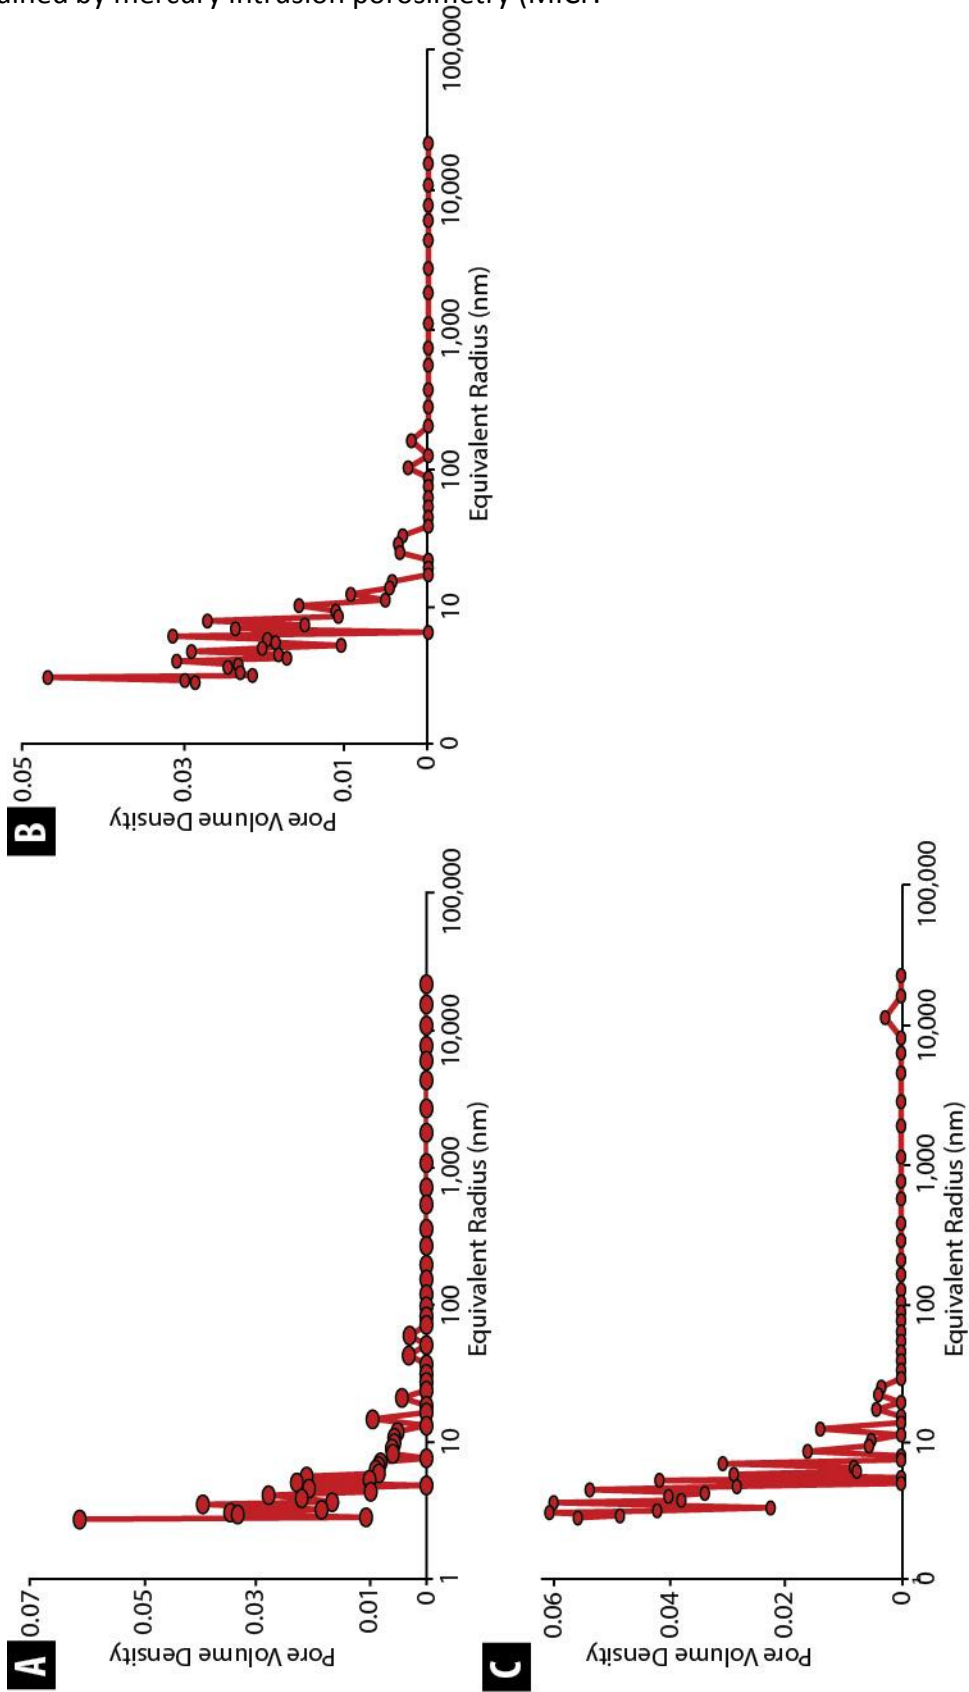 ained by mercury intrusion porosimetry (MICP
A
Pore Volume Density
0.07
0.05
0.03
0.01
0
1 10 100 1,000 10,000 100,000
Equivalent Radius (nm)
B
Pore Volume Density
0.05
0.03
0.01
0
0 10 100 1,000 10,000 100,000
Equivalent Radius (nm)
C
Pore Volume Density
0.06
0.04
0.02
0
0 10 100 1,000 10,000 100,000
Equivalent Radius (nm)